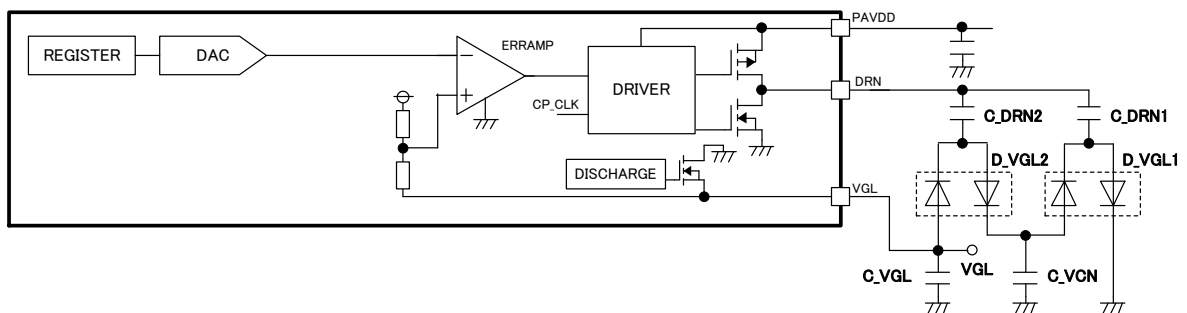 PAVDD
REGISTER
DAC
ERRAMP
DRIVER
DRN
CP_CLK
C_DRN2
C_DRN1
DISCHARGE
D_VGL2
D_VGL1
VGL
C_VGL
VGL
C_VCN